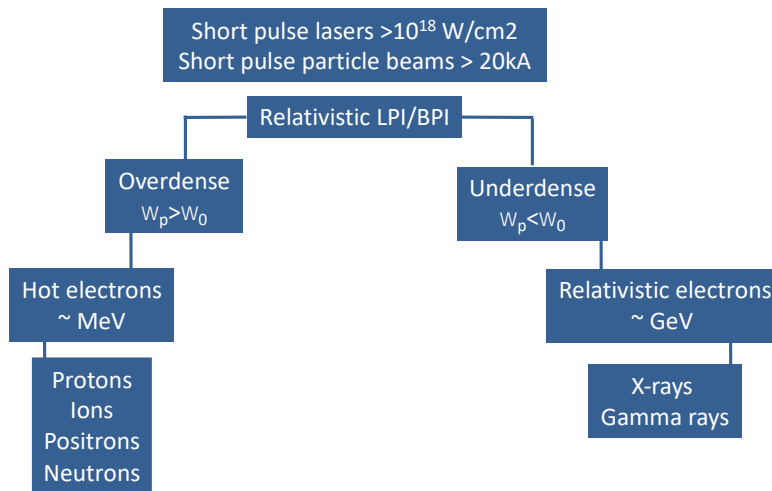 Short pulse lasers >10¹⁸ W/cm2
Short pulse particle beams > 20kA
Relativistic LPI/BPI
Overdense
Wₚ>W₀
Underdense
Wₚ<W₀
Hot electrons
~ MeV
Relativistic electrons
~ GeV
Protons
Ions
Positrons
Neutrons
X-rays
Gamma rays